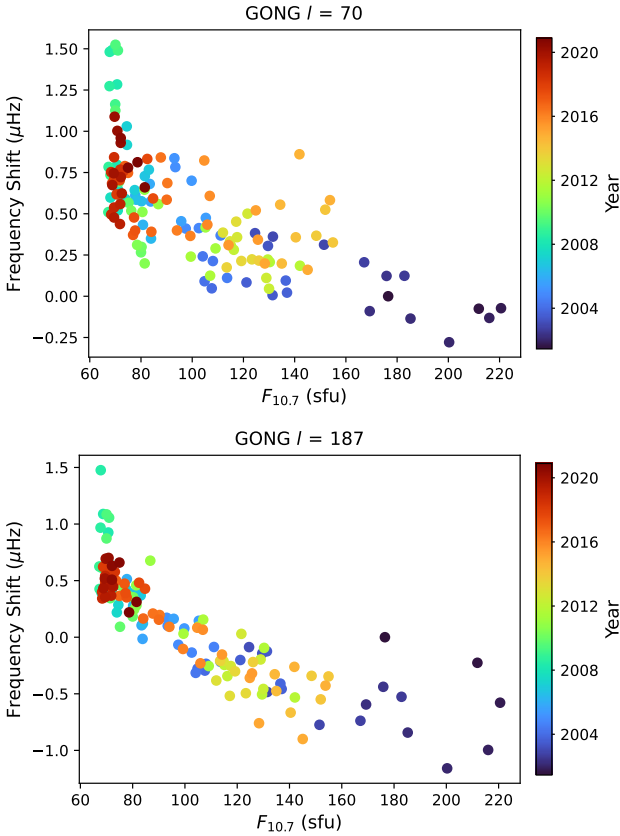 GONG l = 70
1.50
1.25
1.00
0.75
0.50
0.25
0.00
−0.25
Frequency Shift (μHz)
60 80 100 120 140 160 180 200 220
F10.7 (sfu)
2020
2016
2012
2008
2004
Year
GONG l = 187
1.5
1.0
0.5
0.0
−0.5
−1.0
Frequency Shift (μHz)
60 80 100 120 140 160 180 200 220
F10.7 (sfu)
2020
2016
2012
2008
2004
Year